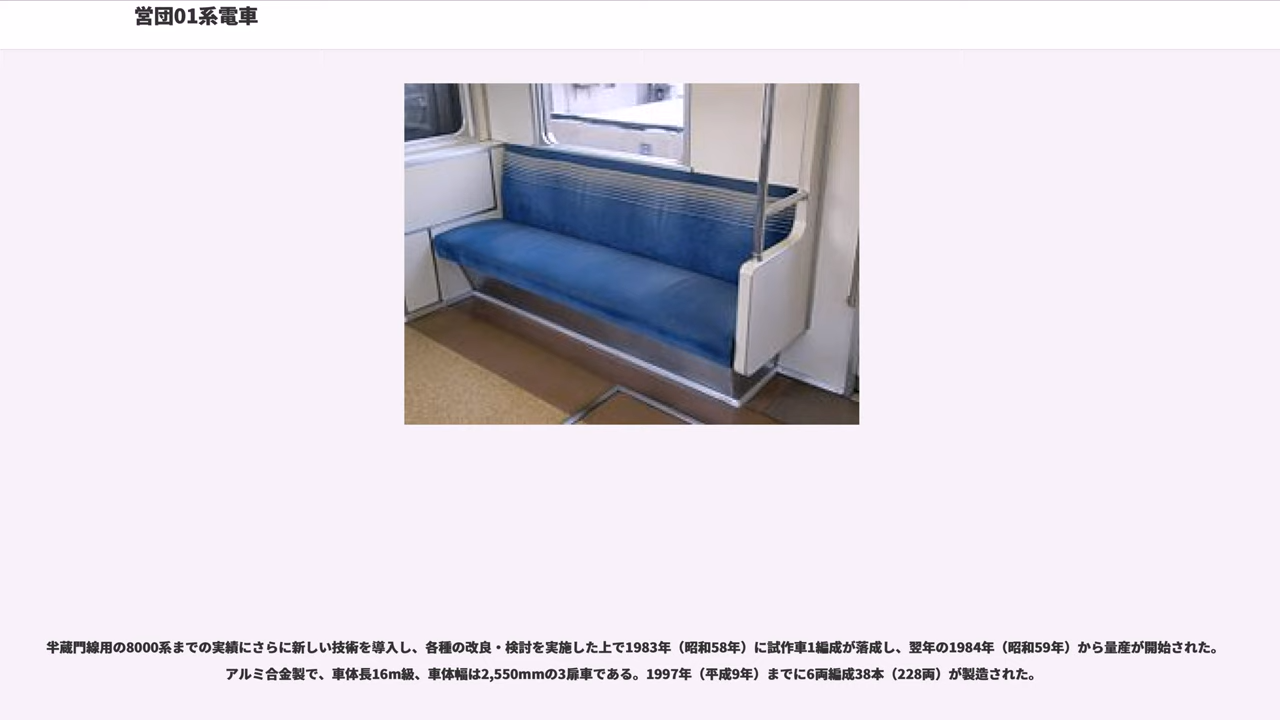 営団01系電車
半蔵門線用の8000系までの実績にさらに新しい技術を導入し、各種の改良・検討を実施した上で1983年（昭和58年）に試作車1編成が落成し、翌年の1984年（昭和59年）から量産が開始された。
アルミ合金製で、車体長16m級、車体幅は2,550mmの3扉車である。1997年（平成9年）までに6両編成38本（228両）が製造された。